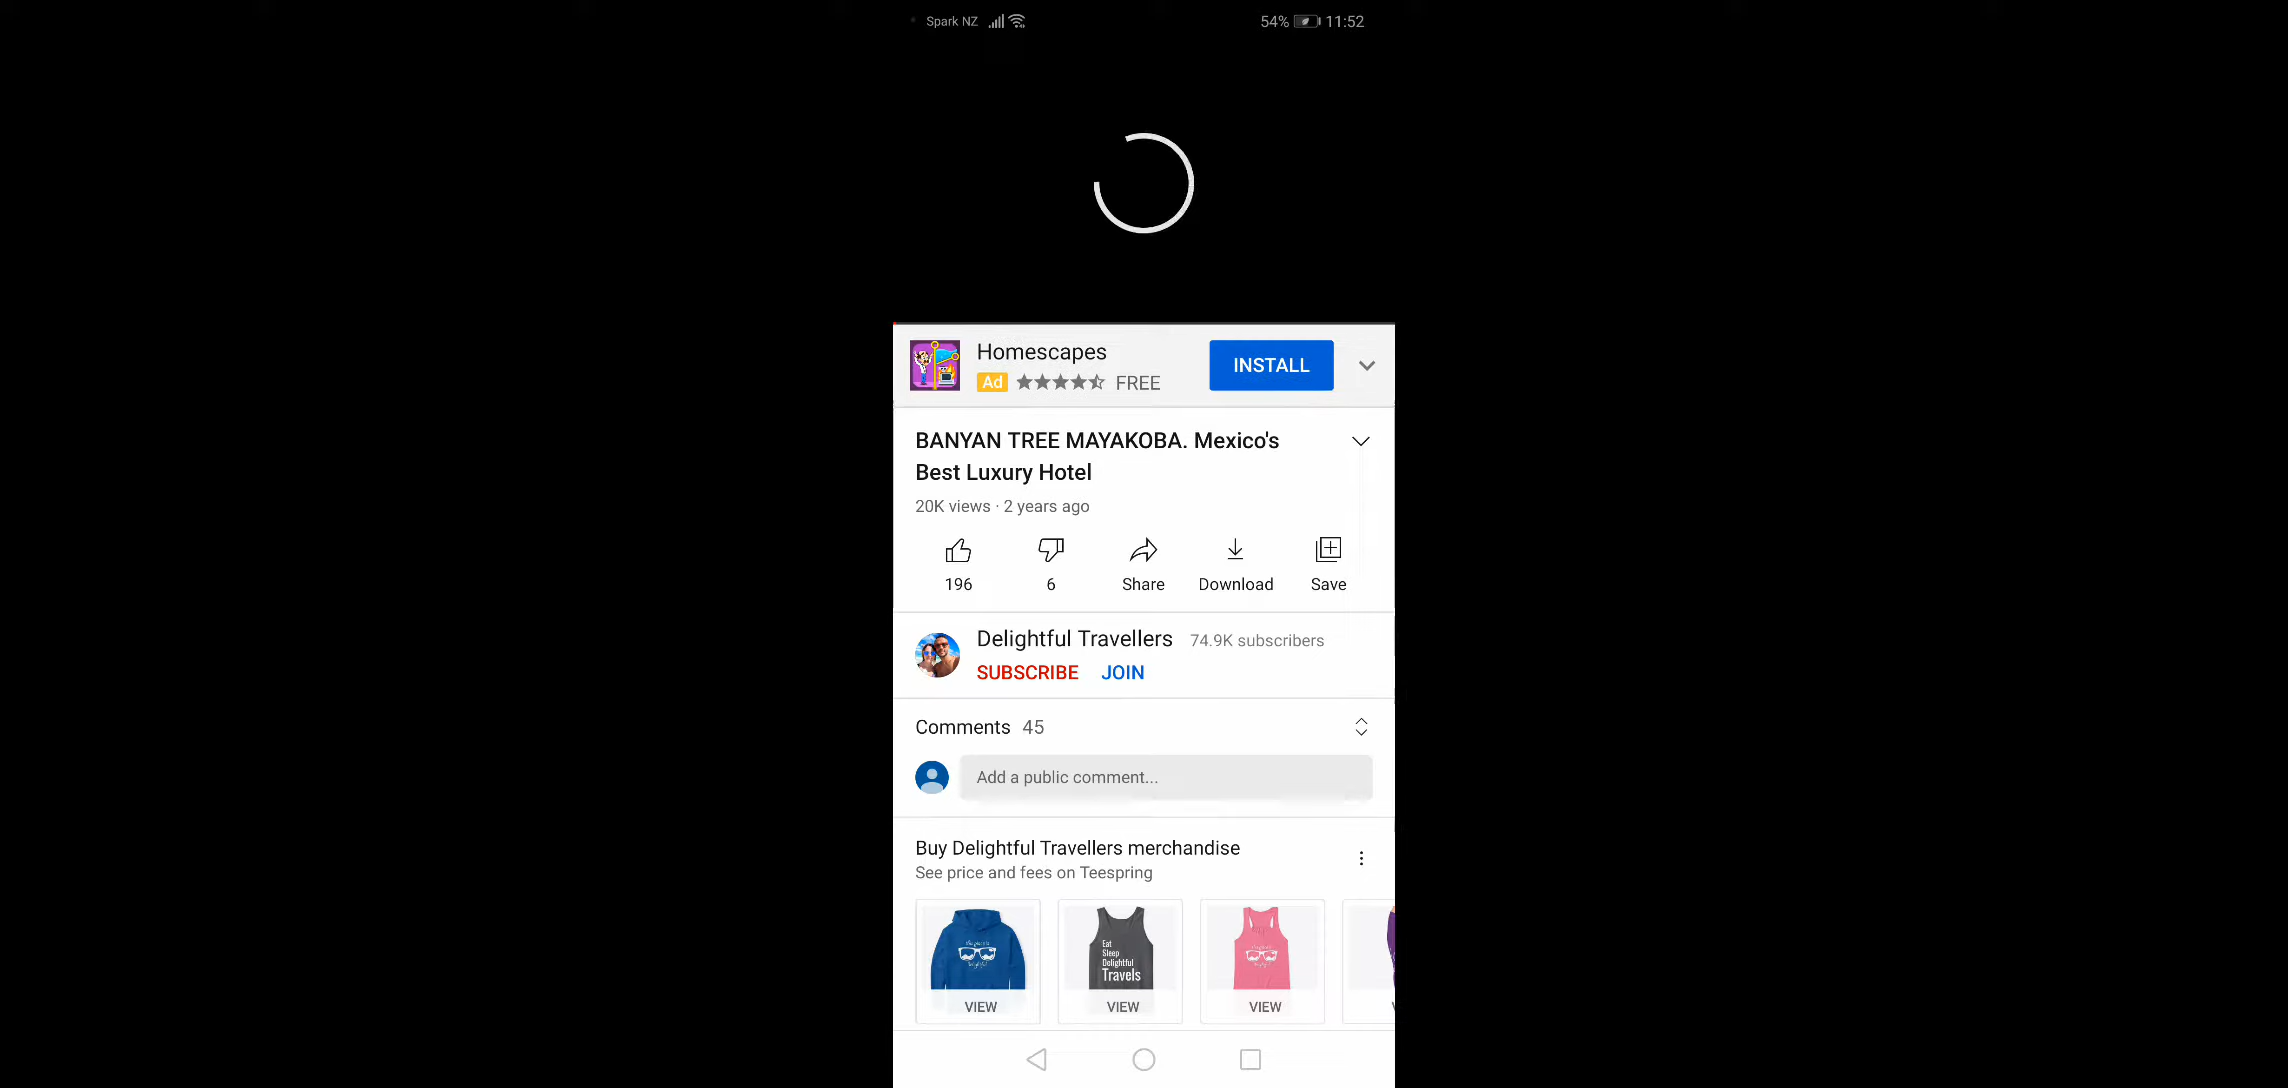 Spark NZ
54% 11:52
Homescapes
Ad FREE
INSTALL
BANYAN TREE MAYAKOBA. Mexico's
Best Luxury Hotel
20K views · 2 years ago
196
6
Share
Download
Save
Delightful Travellers 74.9K subscribers
SUBSCRIBE JOIN
Comments 45
Add a public comment...
Buy Delightful Travellers merchandise
See price and fees on Teespring
Eat
Sleep
Delightful
Travels
VIEW
VIEW
VIEW